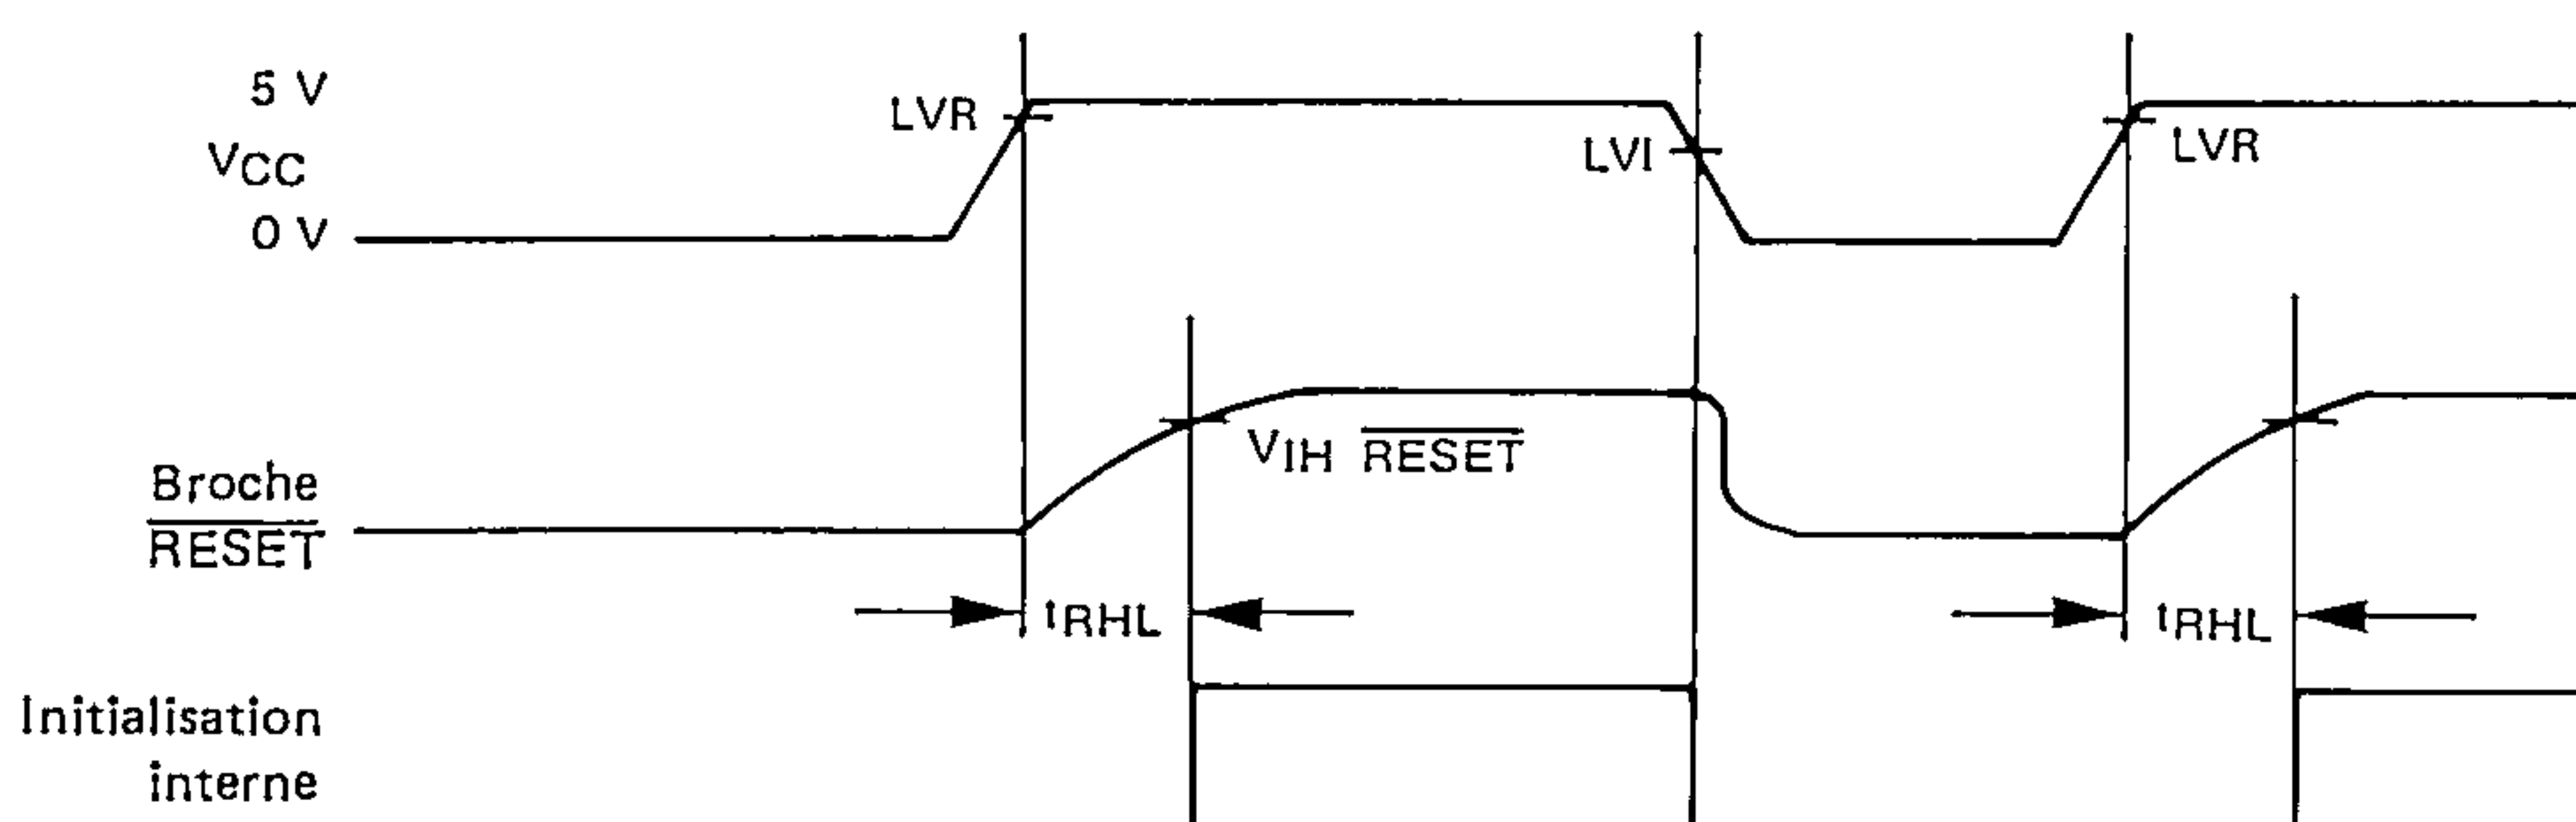 5 V
LVR
VCC
LVI
LVR
0 V
VIH RESET
Broche
RESET
tRHL
tRHL
Initialisation
interne